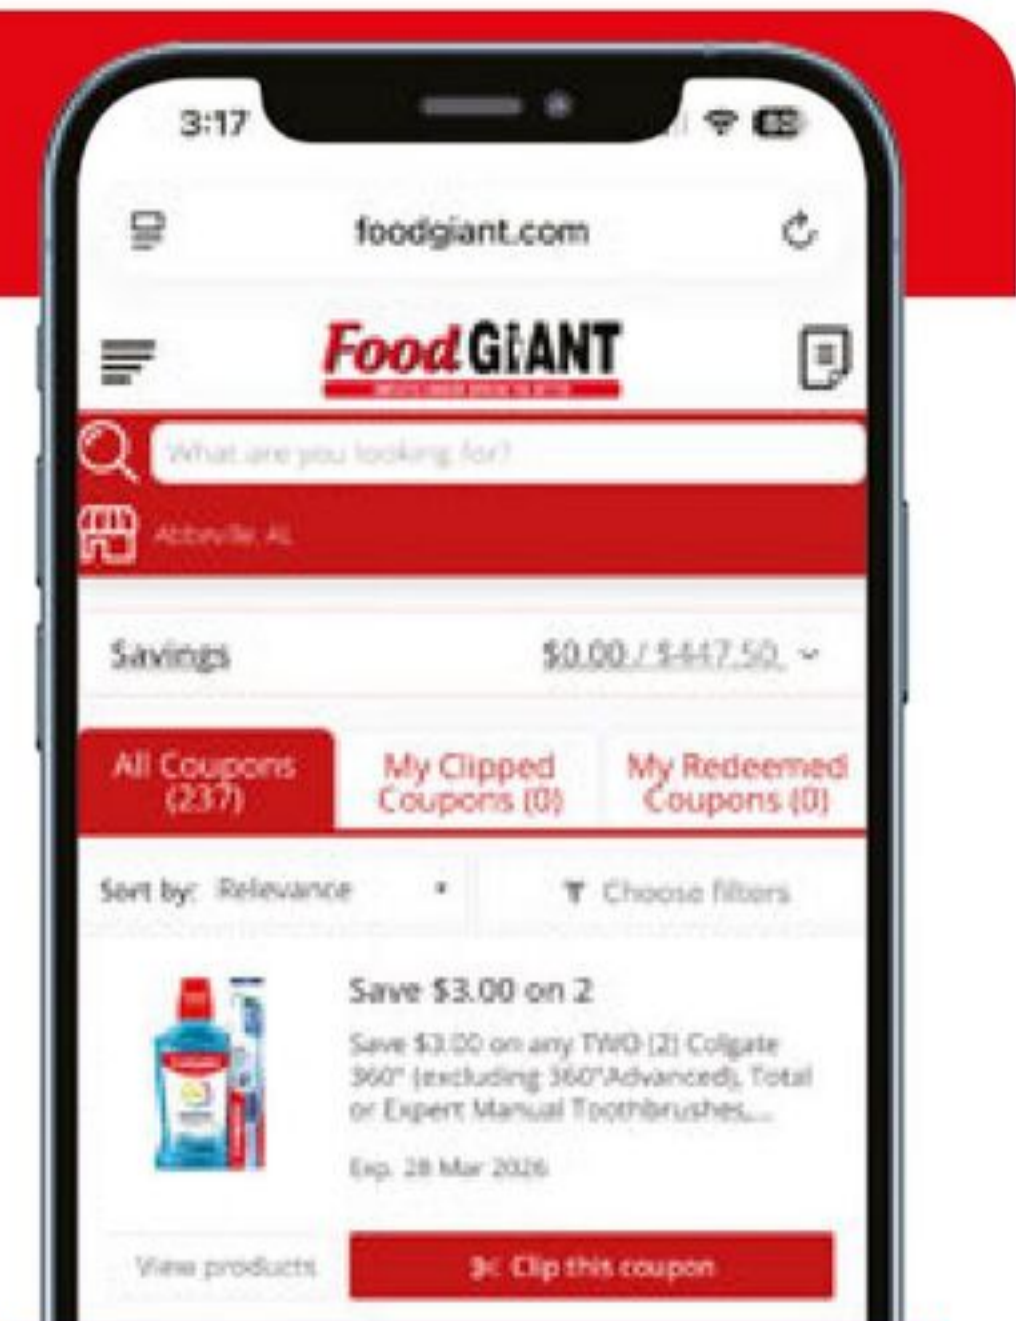 3:17
foodgiant.com
Food GiANT
What are you looking for?
Abbeville, AL
Savings
$0.00 / $447.50
All Coupons
(237)
My Clipped
Coupons (0)
My Redeemed
Coupons (0)
Sort by: Relevance
Choose filters
Save $3.00 on 2
Save $3.00 on any TWO (2) Colgate
360° (excluding 360°Advanced), Total
or Expert Manual Toothbrushes,...
Exp. 28 Mar 2026
View products
Clip this coupon